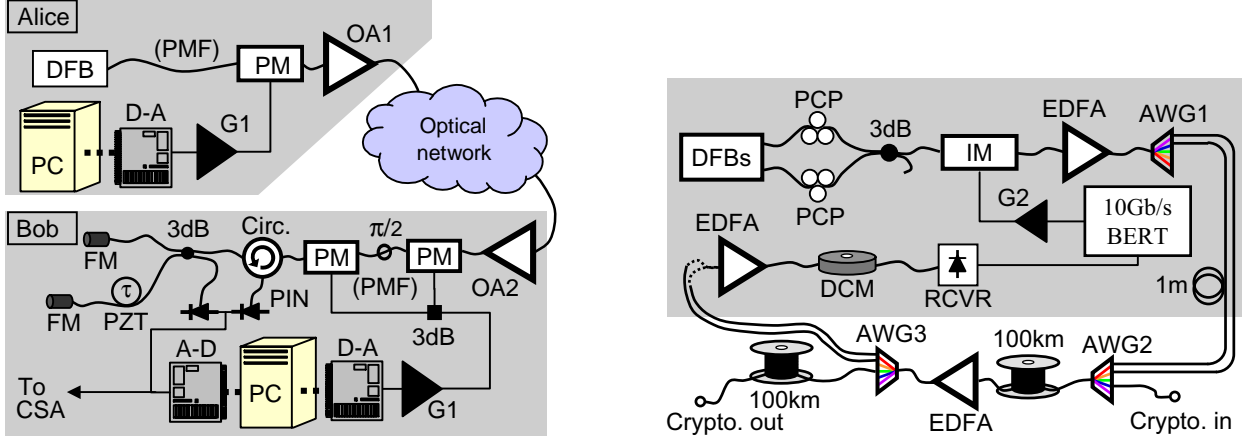 Alice
OA1
(PMF)
DFB
PM
D-A
G1
PC
Optical
network
Bob
3dB
Circ.
π/2
FM
PM
PM
(PMF)
OA2
τ
FM
PZT
PIN
3dB
A-D
D-A
PC
To
CSA
G1
PCP
3dB
EDFA
AWG1
DFBs
IM
PCP
G2
10Gb/s
BERT
EDFA
DCM
RCVR
1m
AWG3
100km
AWG2
100km
EDFA
Crypto. out
Crypto. in